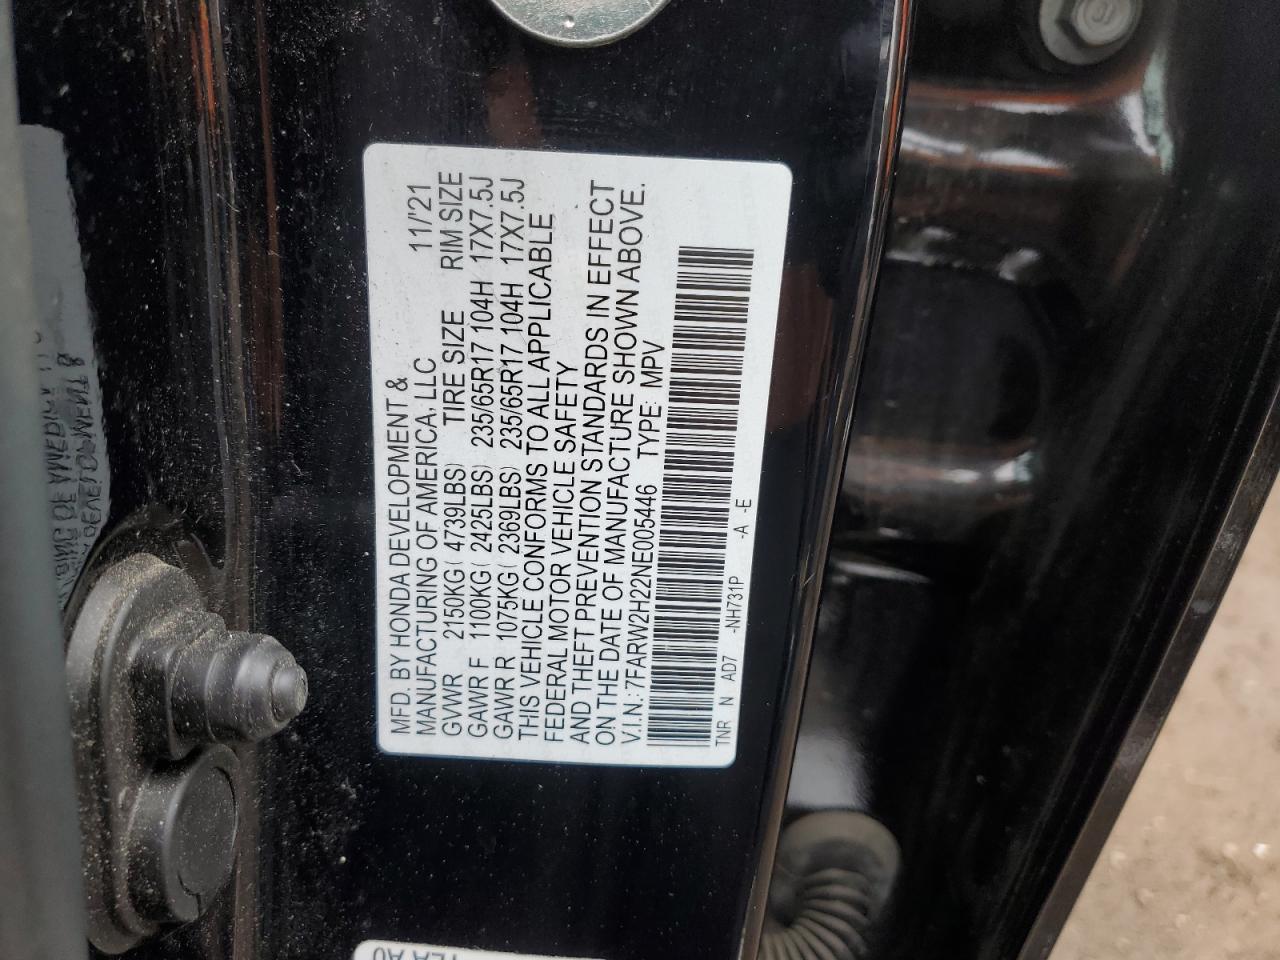 MFD. BY HONDA DEVELOPMENT &
MANUFACTURING OF AMERICA, LLC 11/'21
GVWR 2150KG( 4739LBS) TIRE SIZE RIM SIZE
GAWR F 1100KG( 2425LBS) 235/65R17 104H 17X7.5J
GAWR R 1075KG( 2369LBS) 235/65R17 104H 17X7.5J
THIS VEHICLE CONFORMS TO ALL APPLICABLE
FEDERAL MOTOR VEHICLE SAFETY
AND THEFT PREVENTION STANDARDS IN EFFECT
ON THE DATE OF MANUFACTURE SHOWN ABOVE.
V.I.N.: 7FARW2H22NE005446 TYPE: MPV
TNR N AD7 -NH731P -A -E